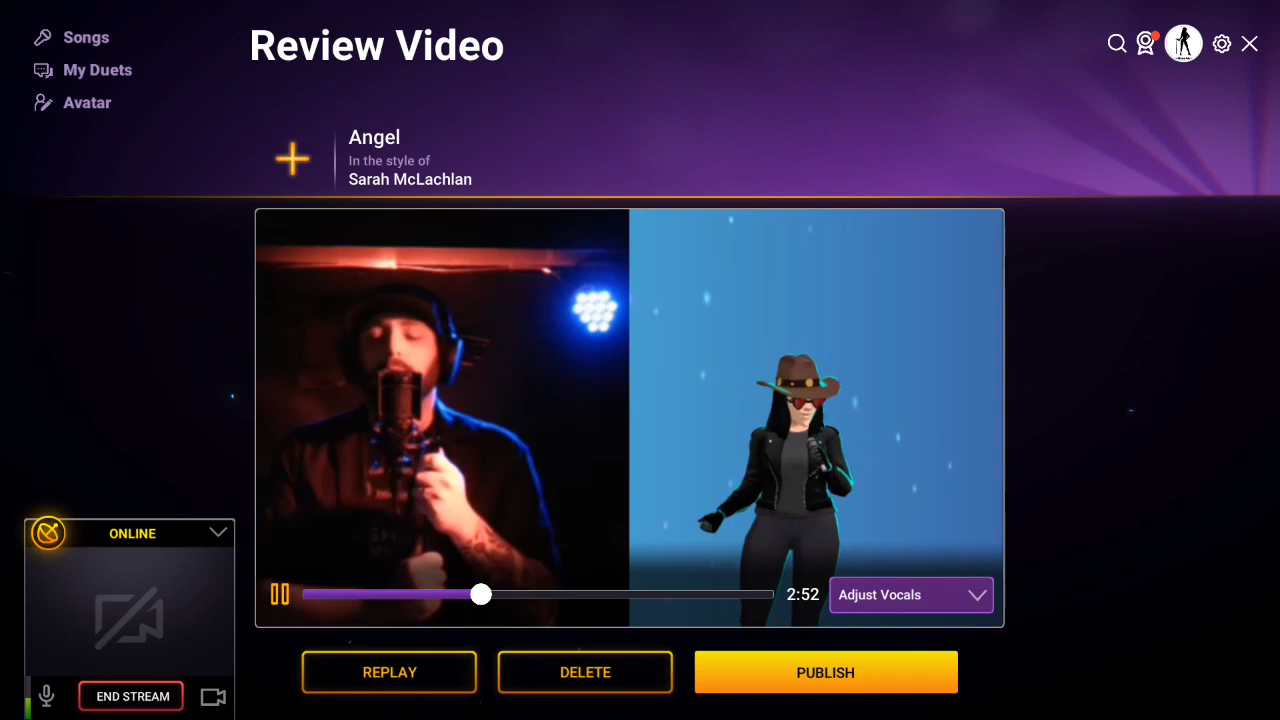 Songs
My Duets
Avatar
Review Video
Angel
In the style of
Sarah McLachlan
2:52
Adjust Vocals
ONLINE
END STREAM
REPLAY
DELETE
PUBLISH